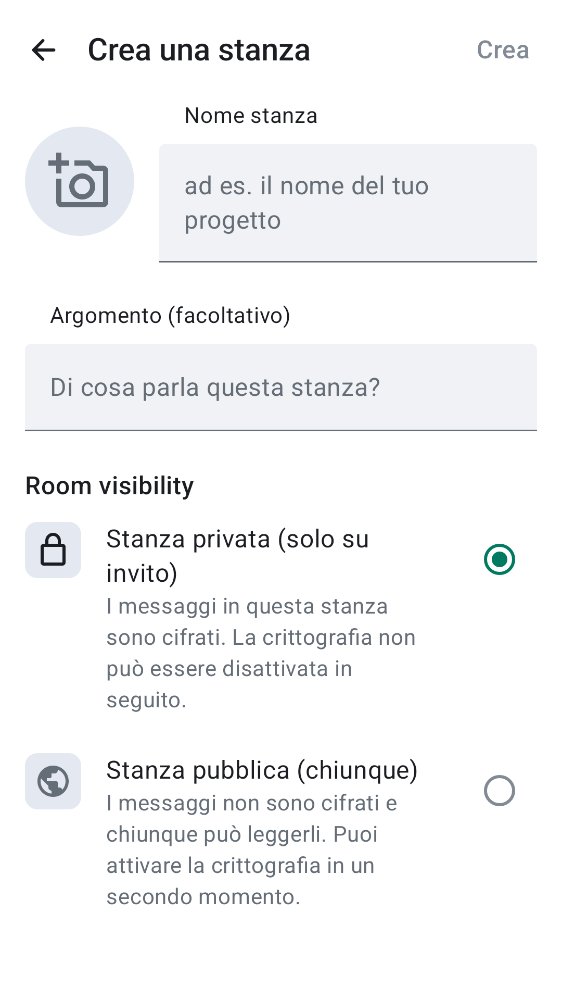 Crea una stanza
Crea
Nome stanza
ad es. il nome del tuo
progetto
Argomento (facoltativo)
Di cosa parla questa stanza?
Room visibility
Stanza privata (solo su
invito)
I messaggi in questa stanza
sono cifrati. La crittografia non
può essere disattivata in
seguito.
Stanza pubblica (chiunque)
I messaggi non sono cifrati e
chiunque può leggerli. Puoi
attivare la crittografia in un
secondo momento.